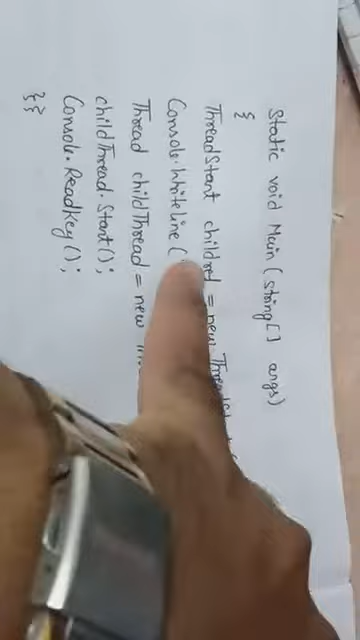 Static void Main (string[] args)
{
ThreadStart childref = new
Console.WriteLine (
Thread childThread = new
childThread.Start();
Console.ReadKey();
}}